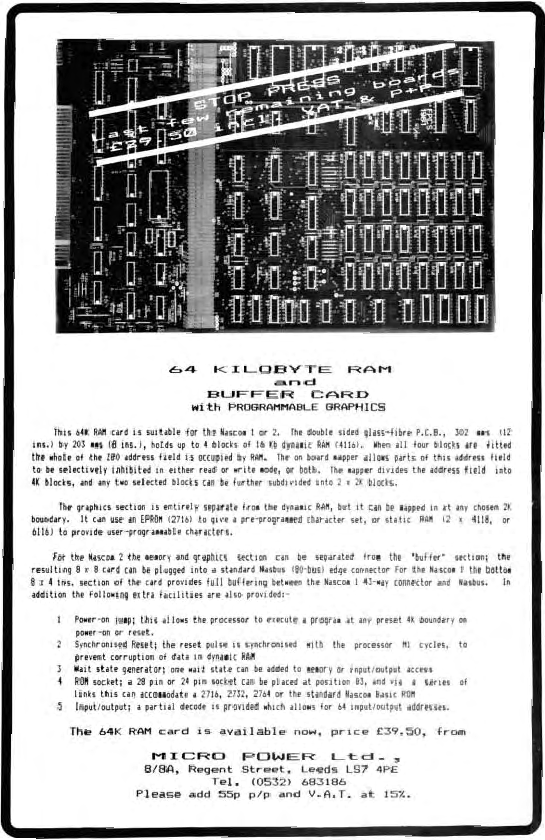 STOP PRESS
Last few remaining boards
£39.50 incl. VAT & P+P
64 KILOBYTE RAM
and
BUFFER CARD
with PROGRAMMABLE GRAPHICS
This 64K RAM card is suitable for the Nascom 1 or 2. The double sided glass-fibre P.C.B., 302 mms (12
ins.) by 203 mms (8 ins.), holds up to 4 blocks of 16 Kb dynamic RAM (4116). When all four blocks are fitted
the whole of the Z80 address field is occupied by RAM. The on board mapper allows parts of this address field
to be selectively inhibited in either read or write mode, or both. The mapper divides the address field into
4K blocks, and any two selected blocks can be further subdivided into 2 x 2K blocks.
The graphics section is entirely separate from the dynamic RAM, but it can be mapped in at any chosen 2K
boundary. It can use an EPROM (2716) to give a pre-programmed character set, or static RAM (2 x 4118, or
6116) to provide user-programmable characters.
For the Nascom 2 the memory and graphics section can be separated from the "buffer" section; the
resulting 8 x 8 card can be plugged into a standard Nasbus (80-bus) edge connector For the Nascom 1 the bottom
8 x 4 ins. section of the card provides full buffering between the Nascom 1 43-way connector and Nasbus. In
addition the following extra facilities are also provided:-
1 Power-on jump; this allows the processor to execute a program at any preset 4K boundary on
power-on or reset.
2 Synchronised Reset; the reset pulse is synchronised with the processor M1 cycles, to
prevent corruption of data in dynamic RAM
3 Wait state generator; one wait state can be added to memory or input/output access
4 ROM socket; a 28 pin or 24 pin socket can be placed at position 83, and via a series of
links this can accommodate a 2716, 2732, 2764 or the standard Nascom Basic ROM
5 Input/output; a partial decode is provided which allows for 64 input/output addresses.
The 64K RAM card is available now, price £39.50, from
MICRO POWER Ltd.,
8/8A, Regent Street, Leeds LS7 4PE
Tel. (0532) 683186
Please add 55p p/p and V.A.T. at 15%.